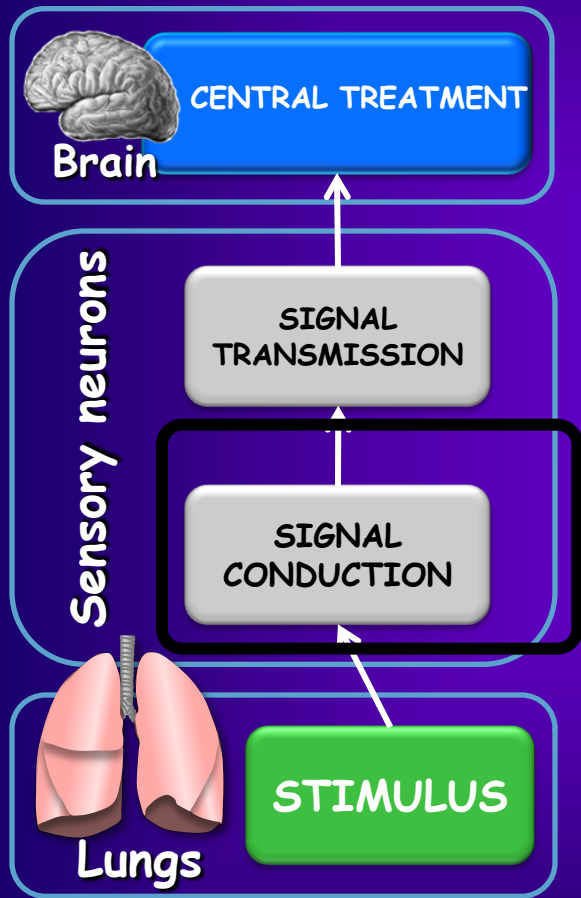 CENTRAL TREATMENT
Brain
Sensory neurons
SIGNAL
TRANSMISSION
SIGNAL
CONDUCTION
STIMULUS
Lungs